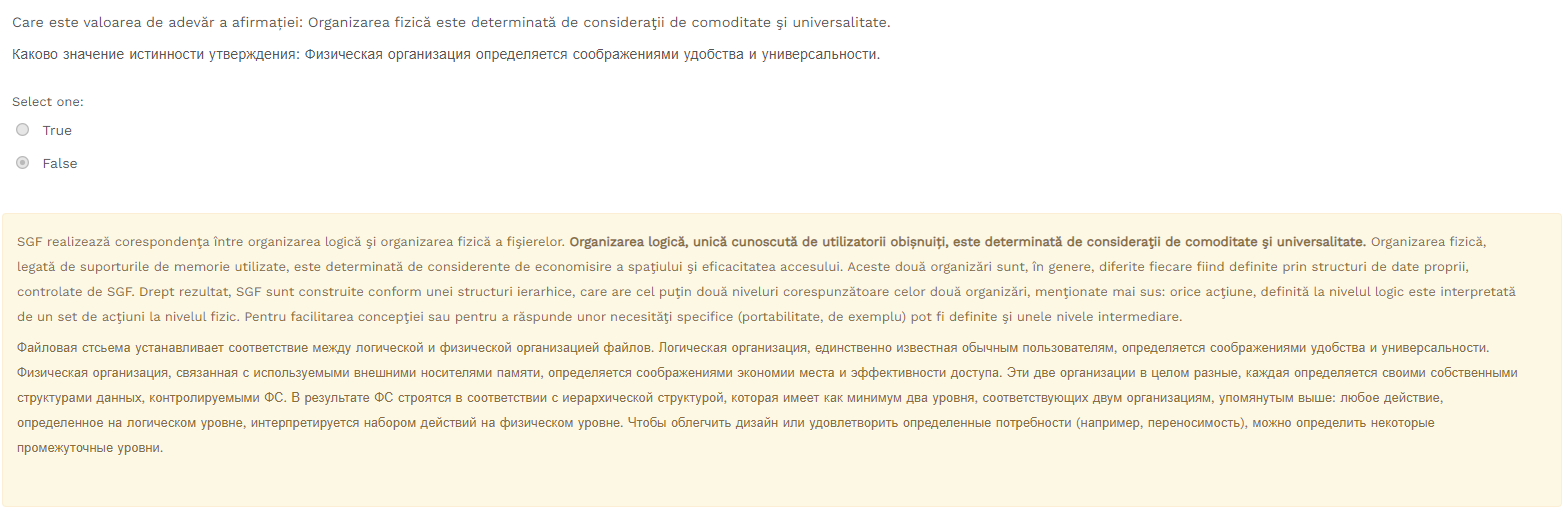 Care este valoarea de adevăr a afirmației: Organizarea fizică este determinată de consideraţii de comoditate şi universalitate.
Каково значение истинности утверждения: Физическая организация определяется соображениями удобства и универсальности.
Select one:
True
False
SGF realizează corespondenţa între organizarea logică şi organizarea fizică a fişierelor. Organizarea logică, unică cunoscută de utilizatorii obișnuiți, este determinată de consideraţii de comoditate şi universalitate. Organizarea fizică,
legată de suporturile de memorie utilizate, este determinată de considerente de economisire a spaţiului şi eficacitatea accesului. Aceste două organizări sunt, în genere, diferite fiecare fiind definite prin structuri de date proprii,
controlate de SGF. Drept rezultat, SGF sunt construite conform unei structuri ierarhice, care are cel puţin două niveluri corespunzătoare celor două organizări, menţionate mai sus: orice acţiune, definită la nivelul logic este interpretată
de un set de acţiuni la nivelul fizic. Pentru facilitarea concepţiei sau pentru a răspunde unor necesităţi specifice (portabilitate, de exemplu) pot fi definite şi unele nivele intermediare.
Файловая стсьема устанавливает соответствие между логической и физической организацией файлов. Логическая организация, единственно известная обычным пользователям, определяется соображениями удобства и универсальности.
Физическая организация, связанная с используемыми внешними носителями памяти, определяется соображениями экономии места и эффективности доступа. Эти две организации в целом разные, каждая определяется своими собственными
структурами данных, контролируемыми ФС. В результате ФС строятся в соответствии с иерархической структурой, которая имеет как минимум два уровня, соответствующих двум организациям, упомянутым выше: любое действие,
определенное на логическом уровне, интерпретируется набором действий на физическом уровне. Чтобы облегчить дизайн или удовлетворить определенные потребности (например, переносимость), можно определить некоторые
промежуточные уровни.